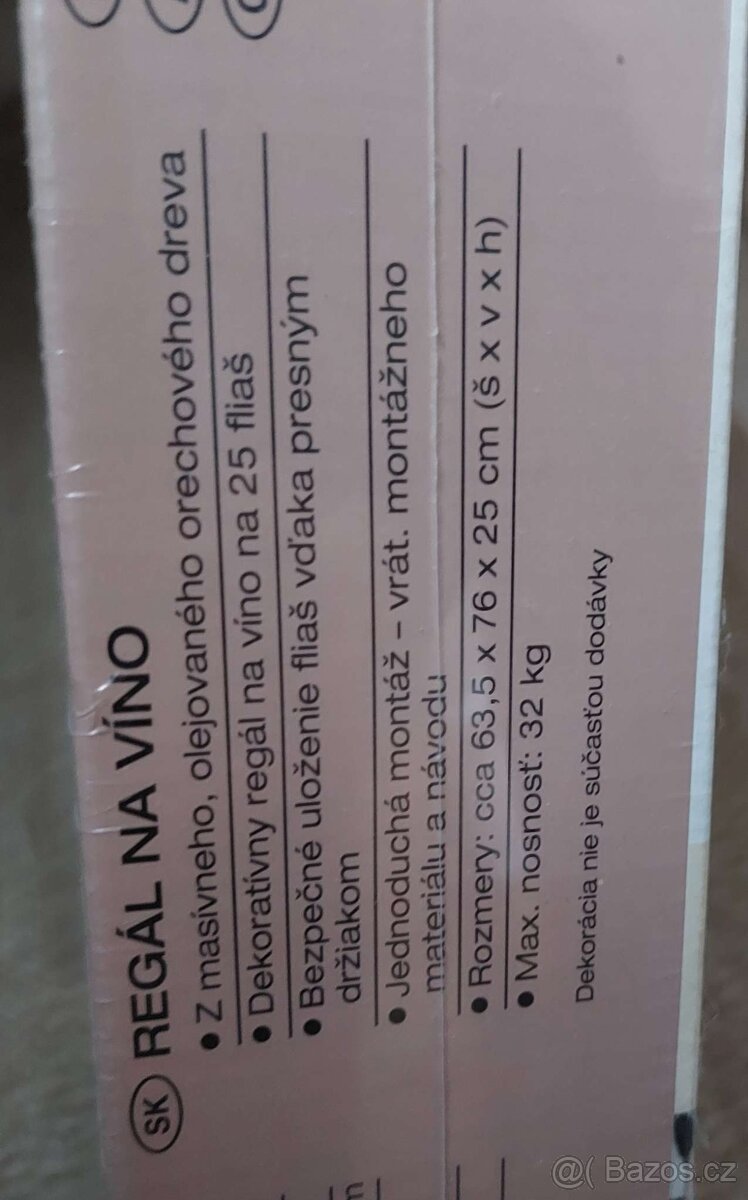 SK REGÁL NA VÍNO
● Z masívneho, olejovaného orechového dreva
● Dekoratívny regál na víno na 25 fliaš
● Bezpečné uloženie fliaš vďaka presným
držiakom
● Jednoduchá montáž – vrát. montážneho
materiálu a návodu
● Rozmery: cca 63,5 x 76 x 25 cm (š x v x h)
● Max. nosnosť: 32 kg
Dekorácia nie je súčasťou dodávky
@( Bazos.cz